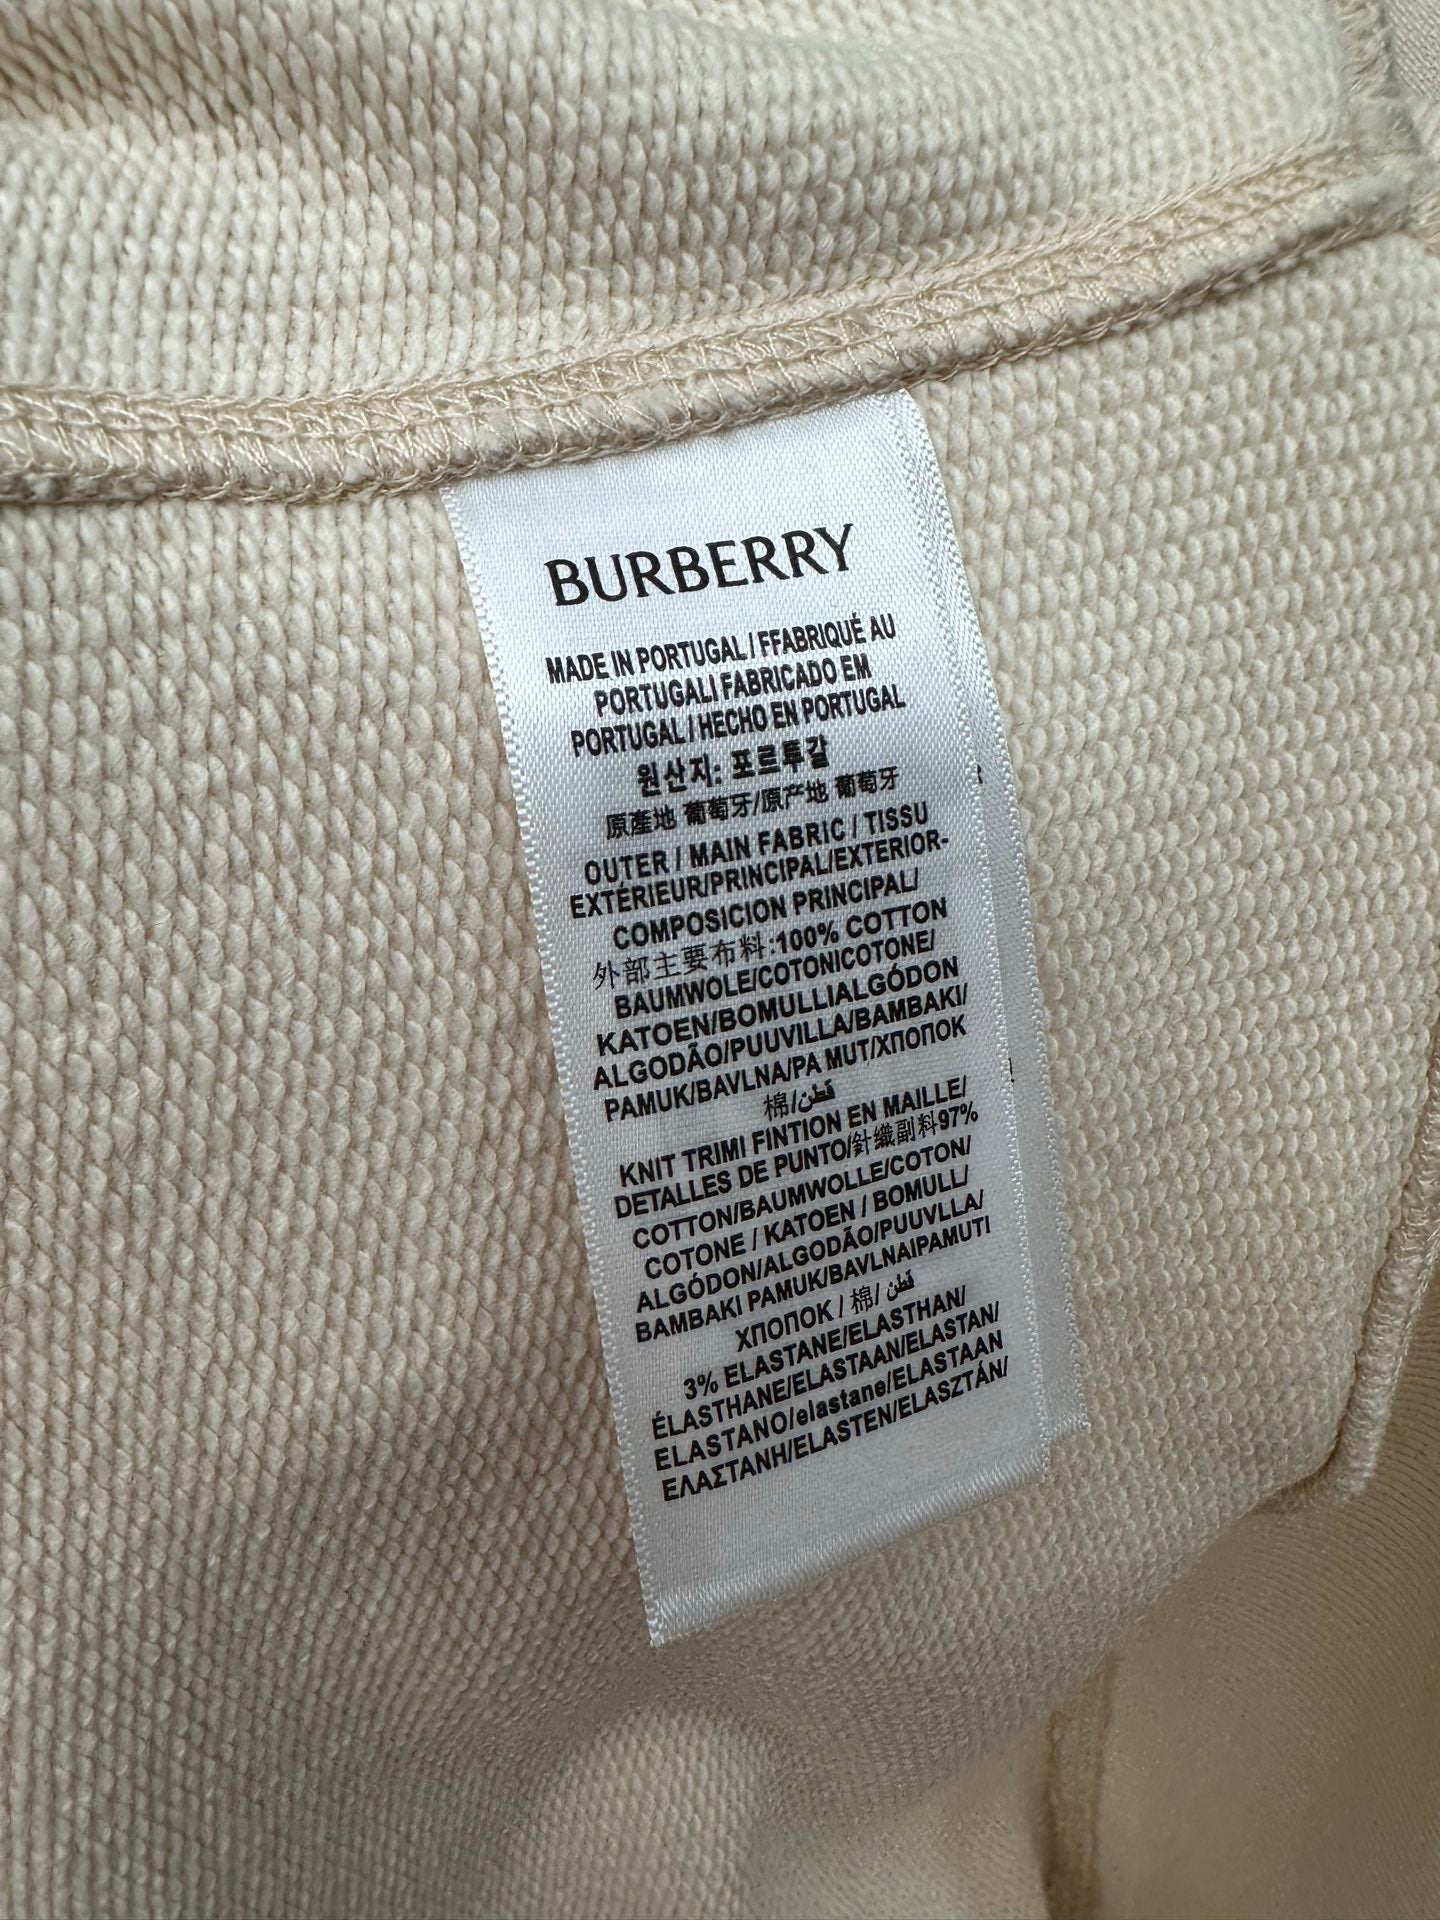 BURBERRY
MADE IN PORTUGAL / FFABRIQUÉ AU
PORTUGALI FABRICADO EM
PORTUGAL / HECHO EN PORTUGAL
원산지: 포르투갈
原產地 葡萄牙/原产地 葡萄牙
OUTER / MAIN FABRIC / TISSU
EXTÉRIEUR/PRINCIPAL/EXTERIOR-
COMPOSICION PRINCIPAL/
外部主要布料:100% COTTON
BAUMWOLE/COTONICOTONE/
KATOEN/BOMULLIALGÓDON
ALGODÃO/PUUVILLA/BAMBAKI/
PAMUK/BAVLNA/PA MUT/ХЛОПОК
棉/قطن
KNIT TRIMI FINTION EN MAILLE/
DETALLES DE PUNTO/針織副料97%
COTTON/BAUMWOLLE/COTON/
COTONE / KATOEN / BOMULL/
ALGÓDON/ALGODÃO/PUUVLLA/
BAMBAKI PAMUK/BAVLNAIPAMUTI
ХЛОПОК / 棉/ قطن
3% ELASTANE/ELASTHAN/
ÉLASTHANE/ELASTAAN/ELASTAN/
ELASTANO/elastane/ELASTAAN
ΕΛΑΣΤΑΝΗ/ELASTEN/ELASZTÁN/